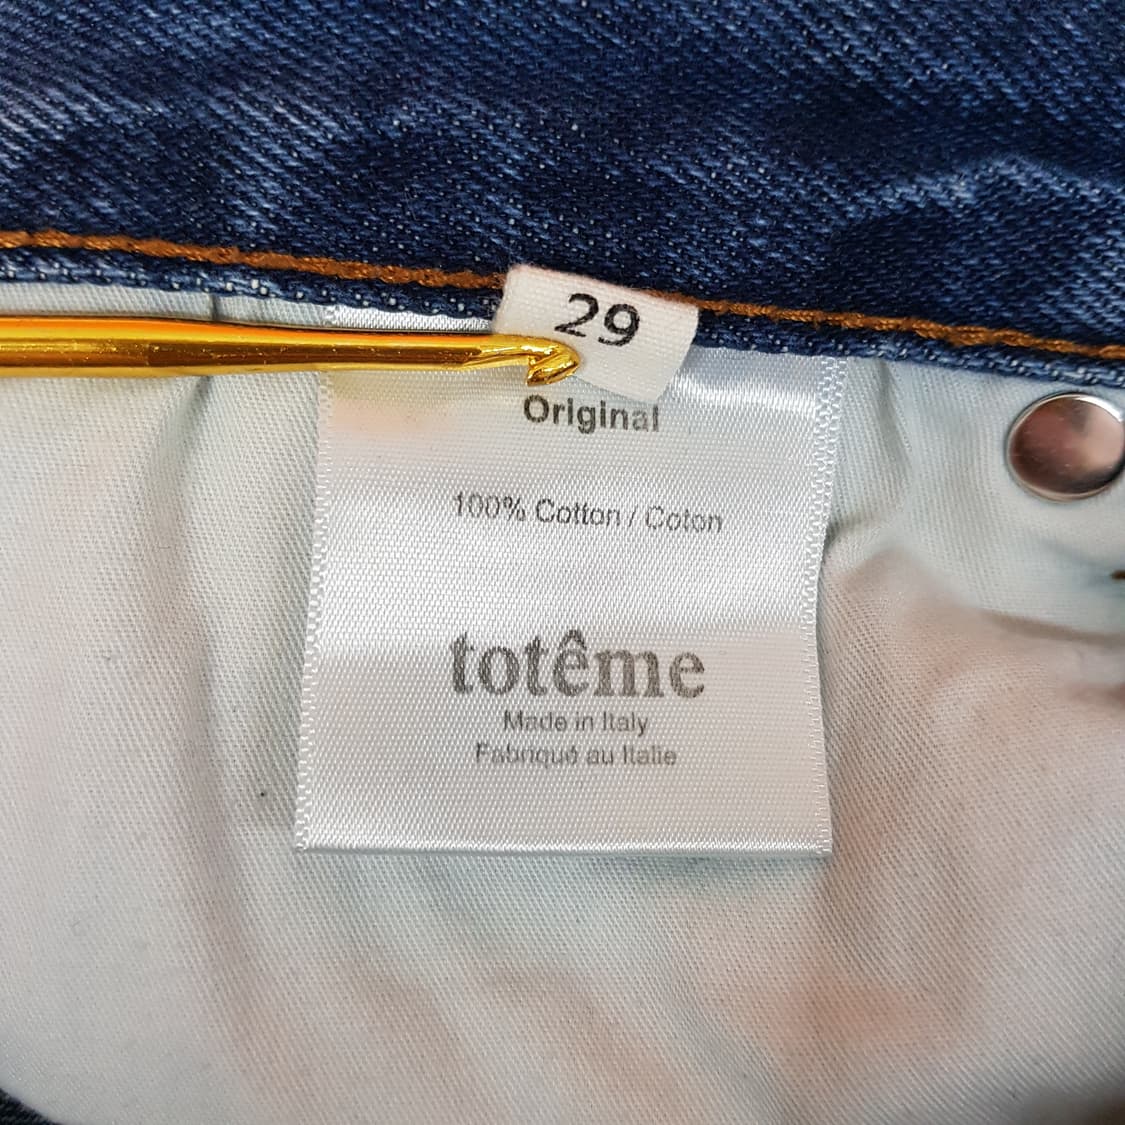 29
Original
100% Cotton / Coton
totême
Made in Italy
Fabriqué au Italie